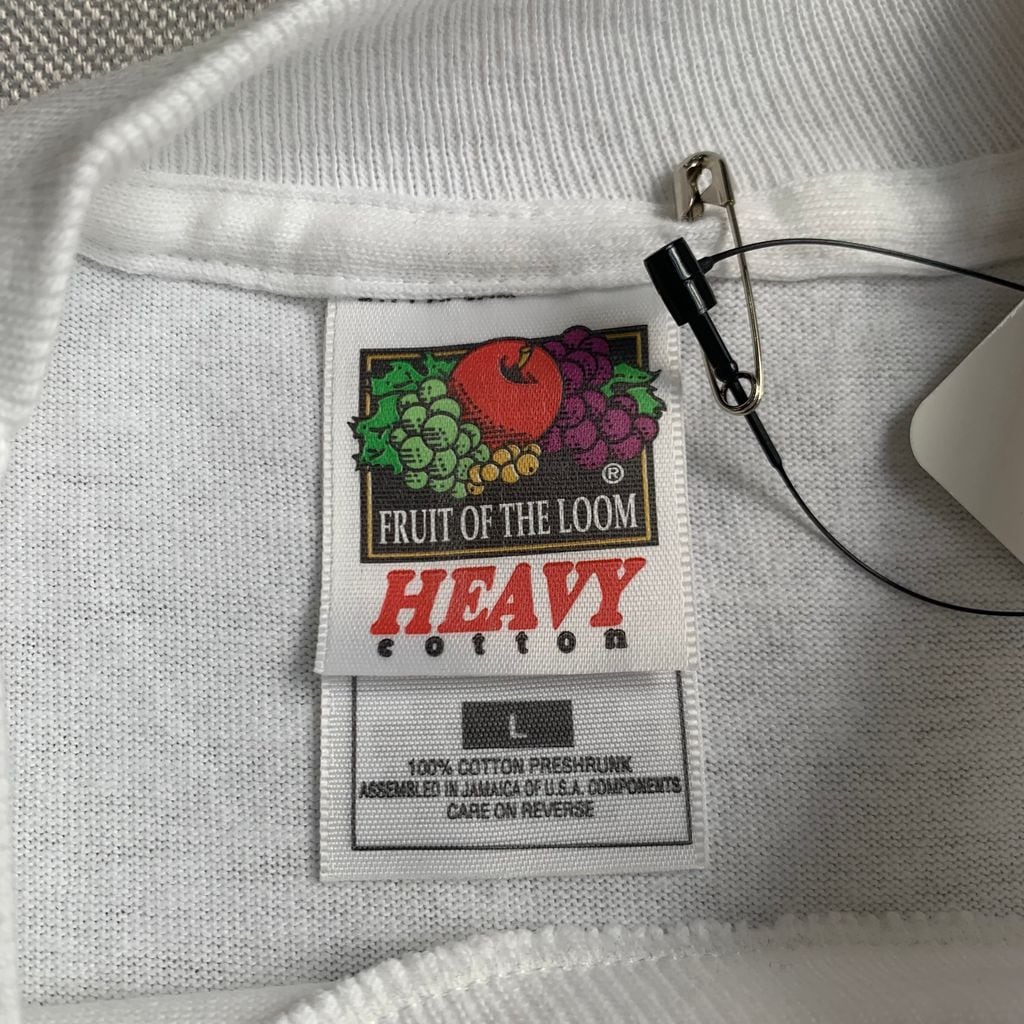 ®
FRUIT OF THE LOOM
HEAVY
cotton
L
100% COTTON PRESHRUNK
ASSEMBLED IN JAMAICA OF U.S.A. COMPONENTS
CARE ON REVERSE